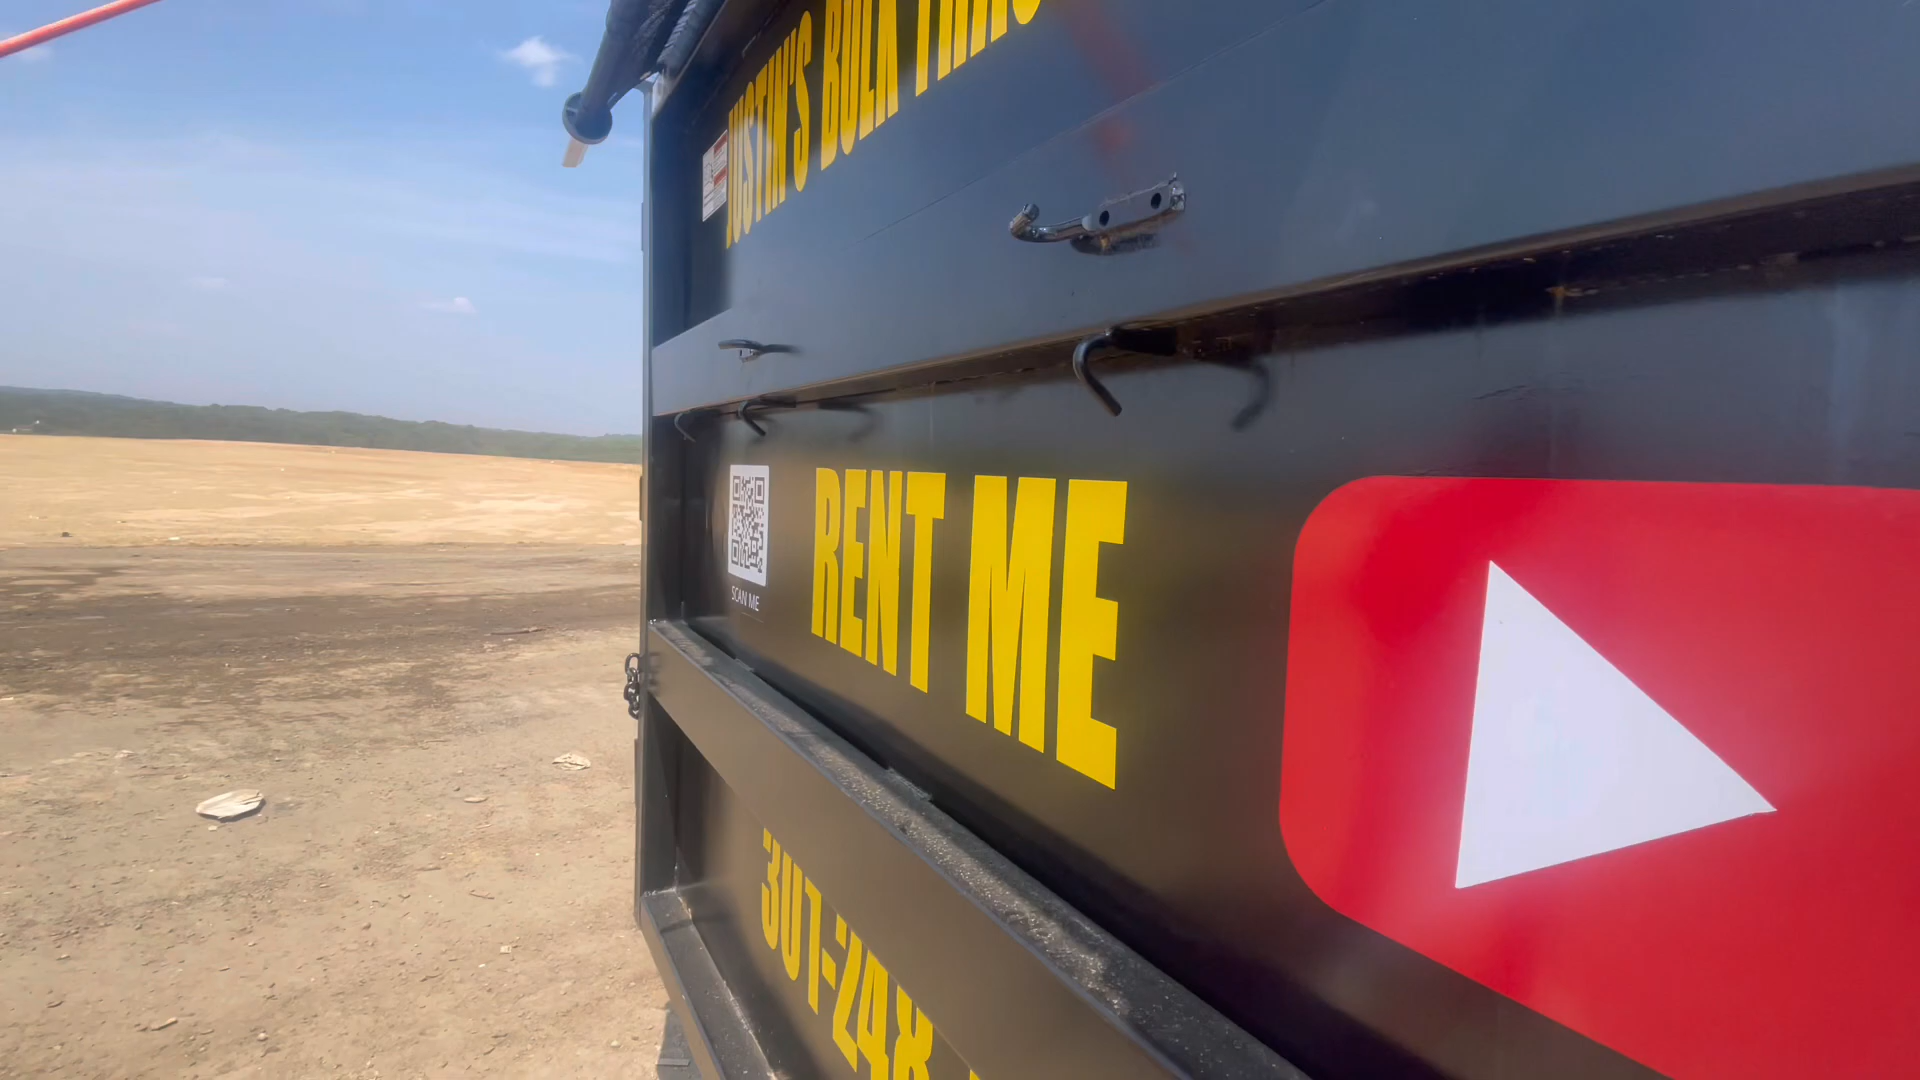 JUSTIN'S BULK
RENT ME
SCAN ME
301-248